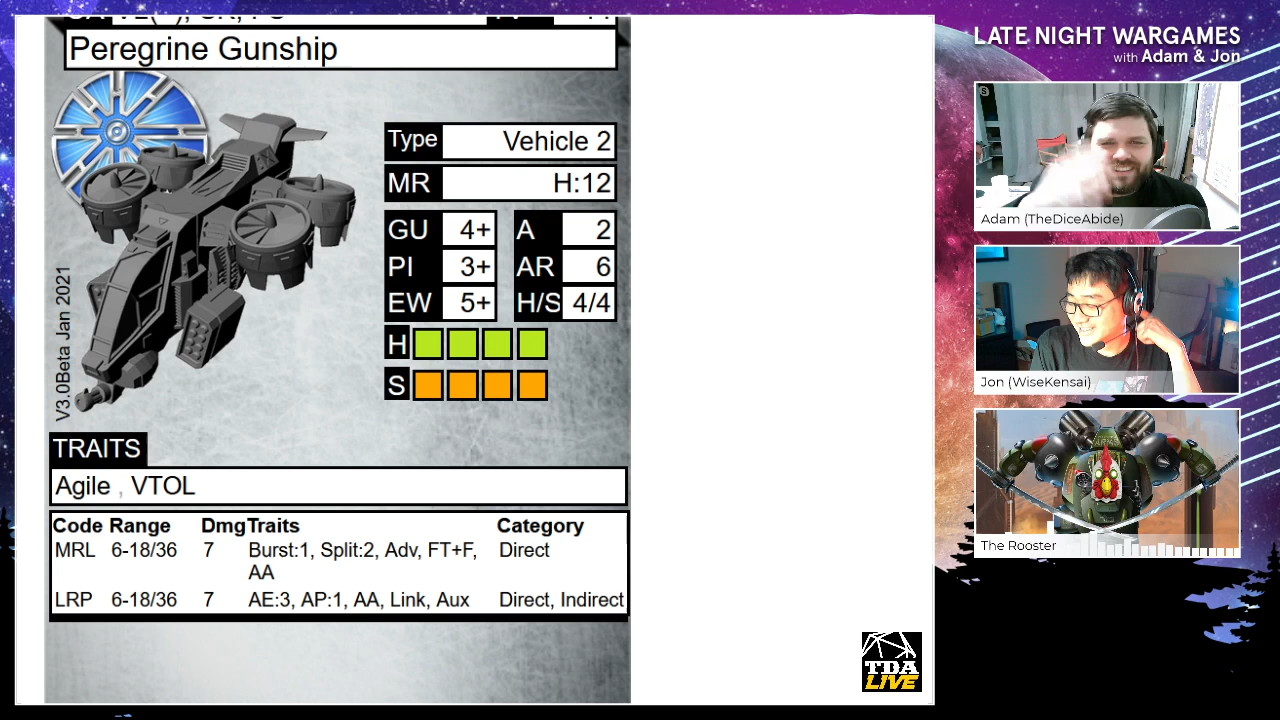 Peregrine Gunship
Type Vehicle 2
MR H:12
GU 4+ A 2
PI 3+ AR 6
EW 5+ H/S 4/4
H
S
V3.0Beta Jan 2021
TRAITS
Agile , VTOL
Code Range Dmg Traits Category
MRL 6-18/36 7 Burst:1, Split:2, Adv, FT+F, Direct
AA
LRP 6-18/36 7 AE:3, AP:1, AA, Link, Aux Direct, Indirect
LATE NIGHT WARGAMES
with Adam & Jon
Adam (TheDiceAbide)
Jon (WiseKensai)
The Rooster
TDA
LIVE